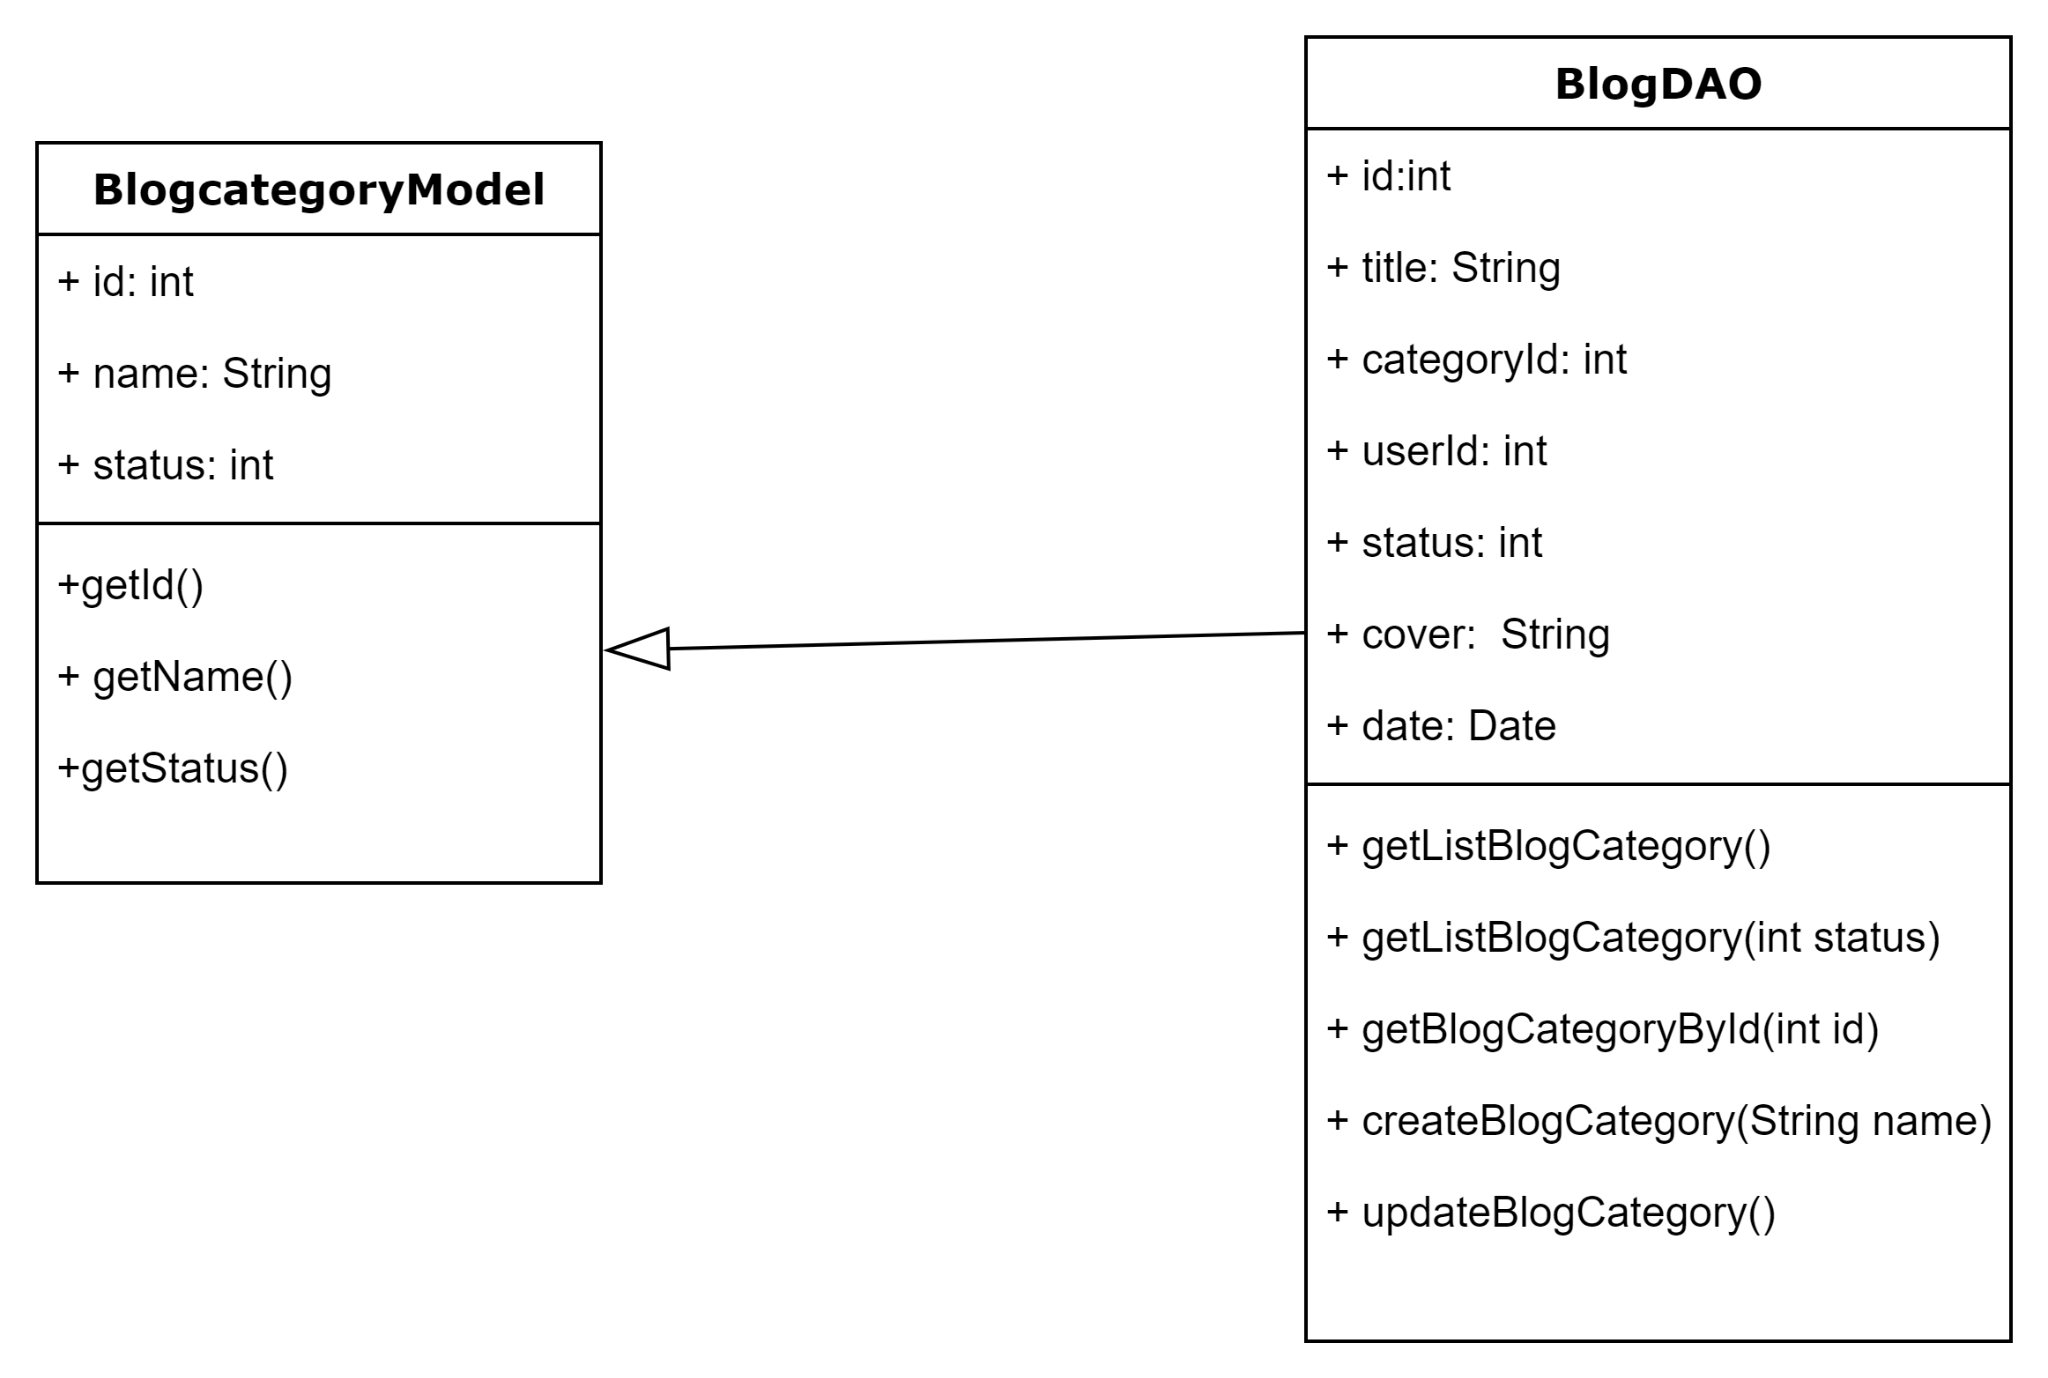 BlogcategoryModel
+ id: int
+ name: String
+ status: int
+getId()
+ getName()
+getStatus()
BlogDAO
+ id:int
+ title: String
+ categoryId: int
+ userId: int
+ status: int
+ cover:  String
+ date: Date
+ getListBlogCategory()
+ getListBlogCategory(int status)
+ getBlogCategoryById(int id)
+ createBlogCategory(String name)
+ updateBlogCategory()